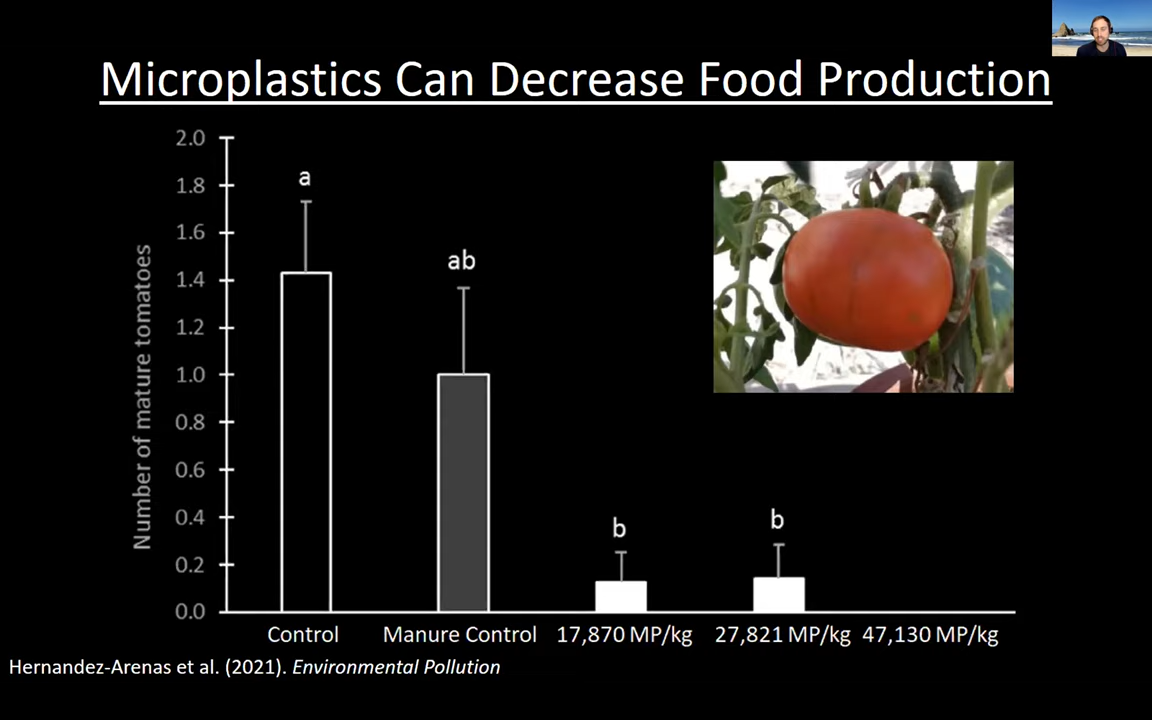 Microplastics Can Decrease Food Production
Number of mature tomatoes
2.0
1.8
1.6
1.4
1.2
1.0
0.8
0.6
0.4
0.2
0.0
a
ab
b
b
Control
Manure Control
17,870 MP/kg
27,821 MP/kg
47,130 MP/kg
Hernandez-Arenas et al. (2021). Environmental Pollution